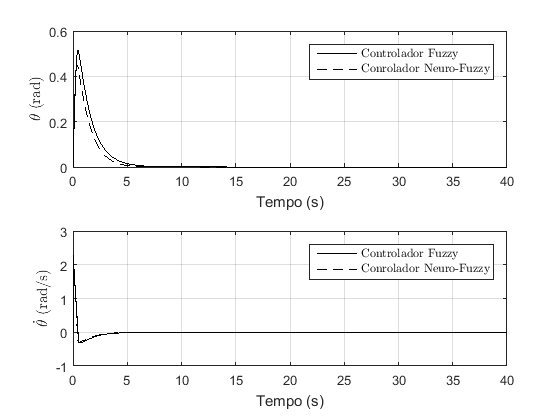 0.6
0.4
0.2
0
θ (rad)
Controlador Fuzzy
Conrolador Neuro-Fuzzy
0 5 10 15 20 25 30 35 40
Tempo (s)
3
2
1
0
-1
θ̇ (rad/s)
Controlador Fuzzy
Conrolador Neuro-Fuzzy
0 5 10 15 20 25 30 35 40
Tempo (s)